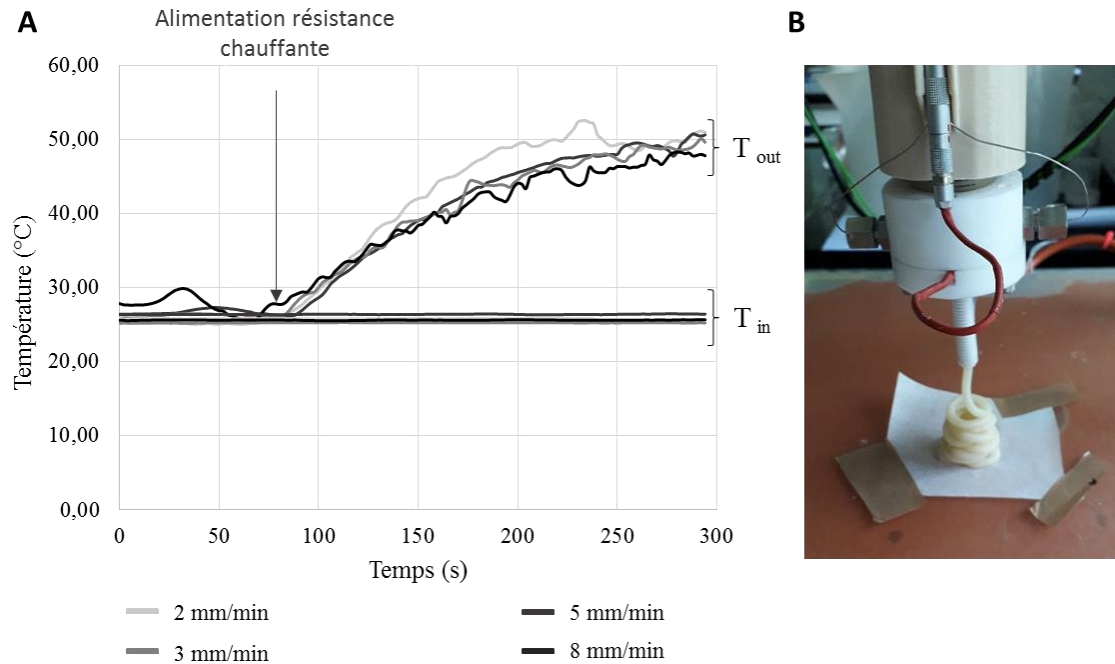 A
Alimentation résistance
chauffante
B
60,00
50,00
40,00
30,00
20,00
10,00
0,00
Température (°C)
T out
T in
0
50
100
150
200
250
300
Temps (s)
2 mm/min
5 mm/min
3 mm/min
8 mm/min